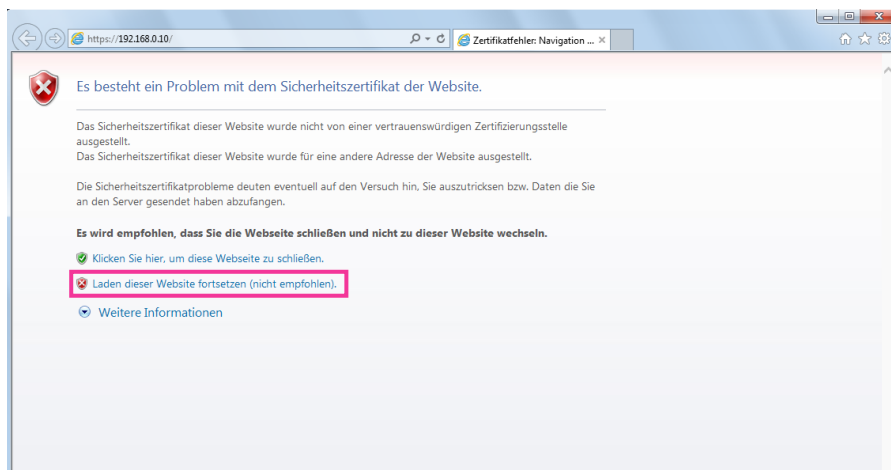 https://192.168.0.10/
Zertifikatfehler: Navigation ...
Es besteht ein Problem mit dem Sicherheitszertifikat der Website.
Das Sicherheitszertifikat dieser Website wurde nicht von einer vertrauenswürdigen Zertifizierungsstelle
ausgestellt.
Das Sicherheitszertifikat dieser Website wurde für eine andere Adresse der Website ausgestellt.
Die Sicherheitszertifikatprobleme deuten eventuell auf den Versuch hin, Sie auszutricksen bzw. Daten die Sie
an den Server gesendet haben abzufangen.
Es wird empfohlen, dass Sie die Webseite schließen und nicht zu dieser Website wechseln.
Klicken Sie hier, um diese Webseite zu schließen.
Laden dieser Website fortsetzen (nicht empfohlen).
Weitere Informationen